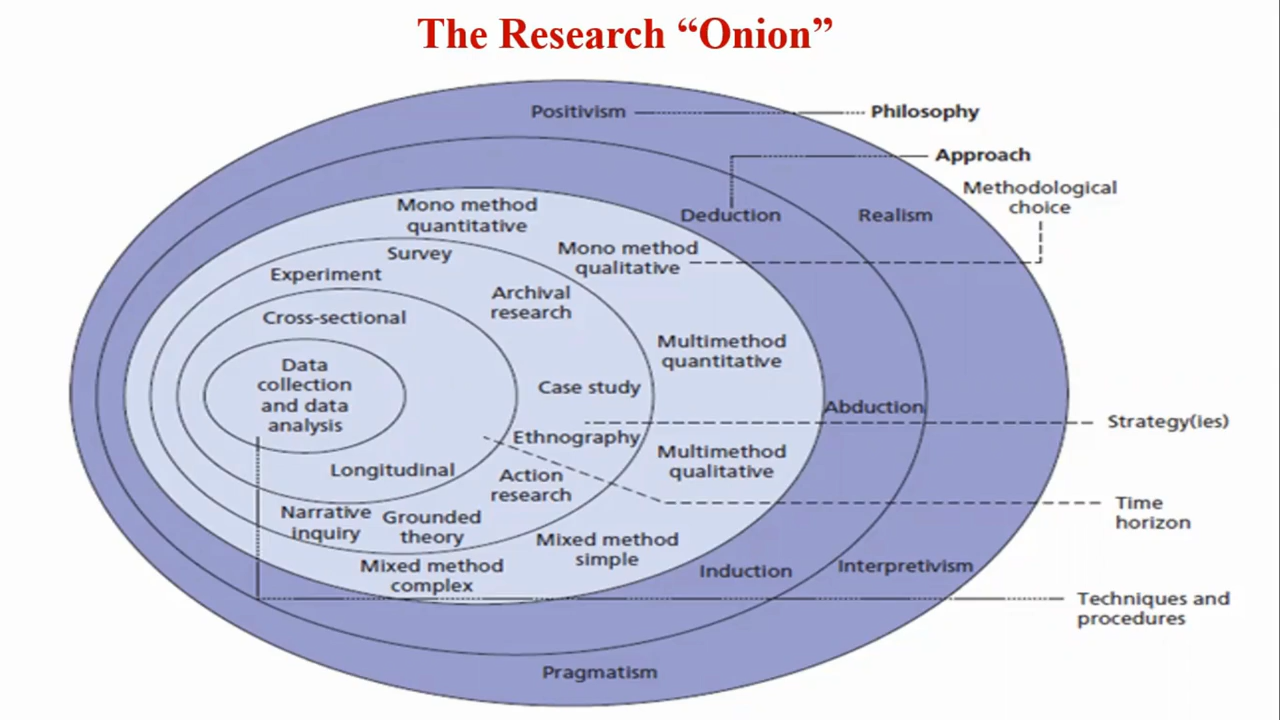 The Research “Onion”
Positivism
Philosophy
Approach
Methodological
choice
Mono method
quantitative
Deduction
Realism
Survey
Mono method
qualitative
Experiment
Archival
research
Cross-sectional
Multimethod
quantitative
Data
collection
and data
analysis
Case study
Abduction
Strategy(ies)
Ethnography
Multimethod
qualitative
Longitudinal
Action
research
Time
horizon
Narrative
inquiry
Grounded
theory
Mixed method
simple
Mixed method
complex
Induction
Interpretivism
Techniques and
procedures
Pragmatism